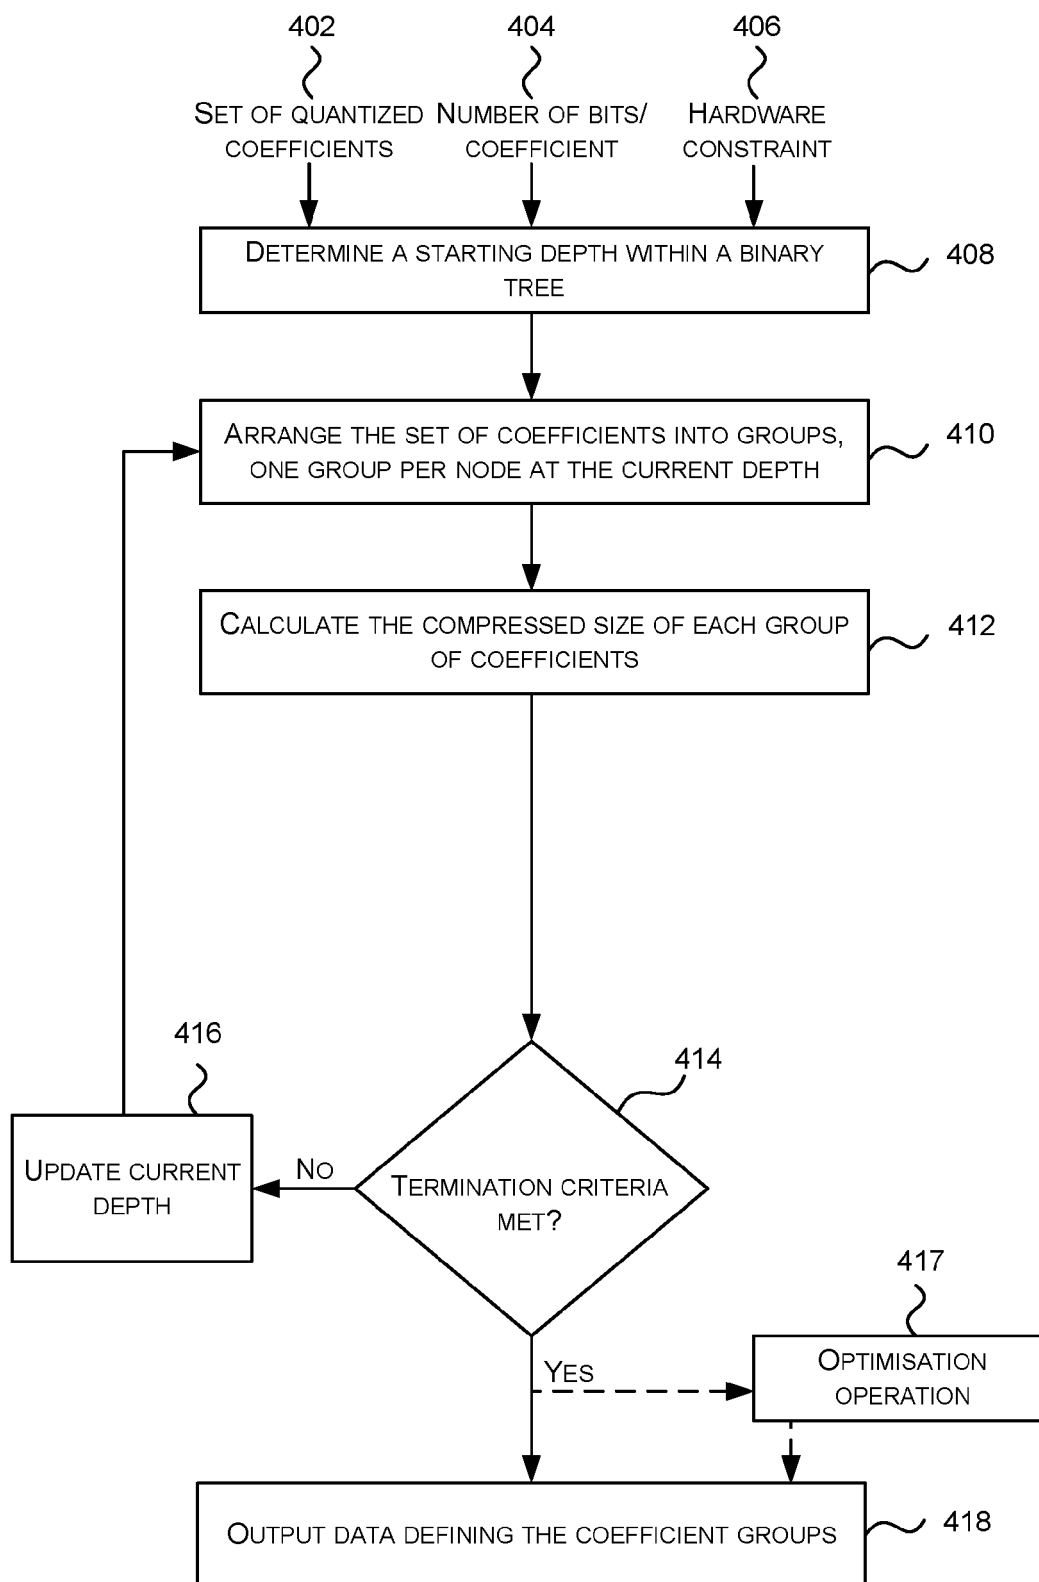 402 404 406
SET OF QUANTIZED COEFFICIENTS
NUMBER OF BITS/ COEFFICIENT
HARDWARE CONSTRAINT
DETERMINE A STARTING DEPTH WITHIN A BINARY
TREE
408
ARRANGE THE SET OF COEFFICIENTS INTO GROUPS,
ONE GROUP PER NODE AT THE CURRENT DEPTH
410
CALCULATE THE COMPRESSED SIZE OF EACH GROUP
OF COEFFICIENTS
412
414
TERMINATION CRITERIA
MET?
NO
416
UPDATE CURRENT
DEPTH
YES
417
OPTIMISATION
OPERATION
OUTPUT DATA DEFINING THE COEFFICIENT GROUPS
418